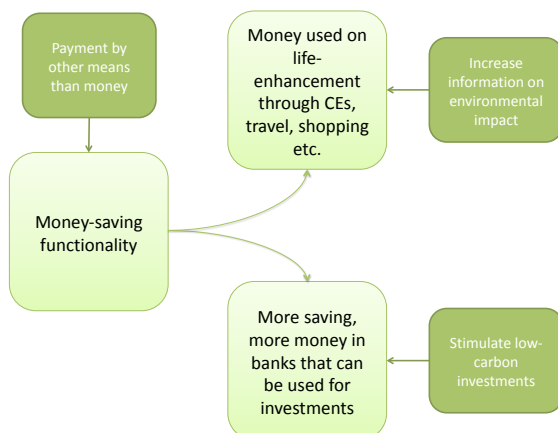 Payment by
other means
than money
Money used on
life-
enhancement
through CEs,
travel, shopping
etc.
Increase
information on
environmental
impact
Money-saving
functionality
More saving,
more money in
banks that can
be used for
investments
Stimulate low-
carbon
investments